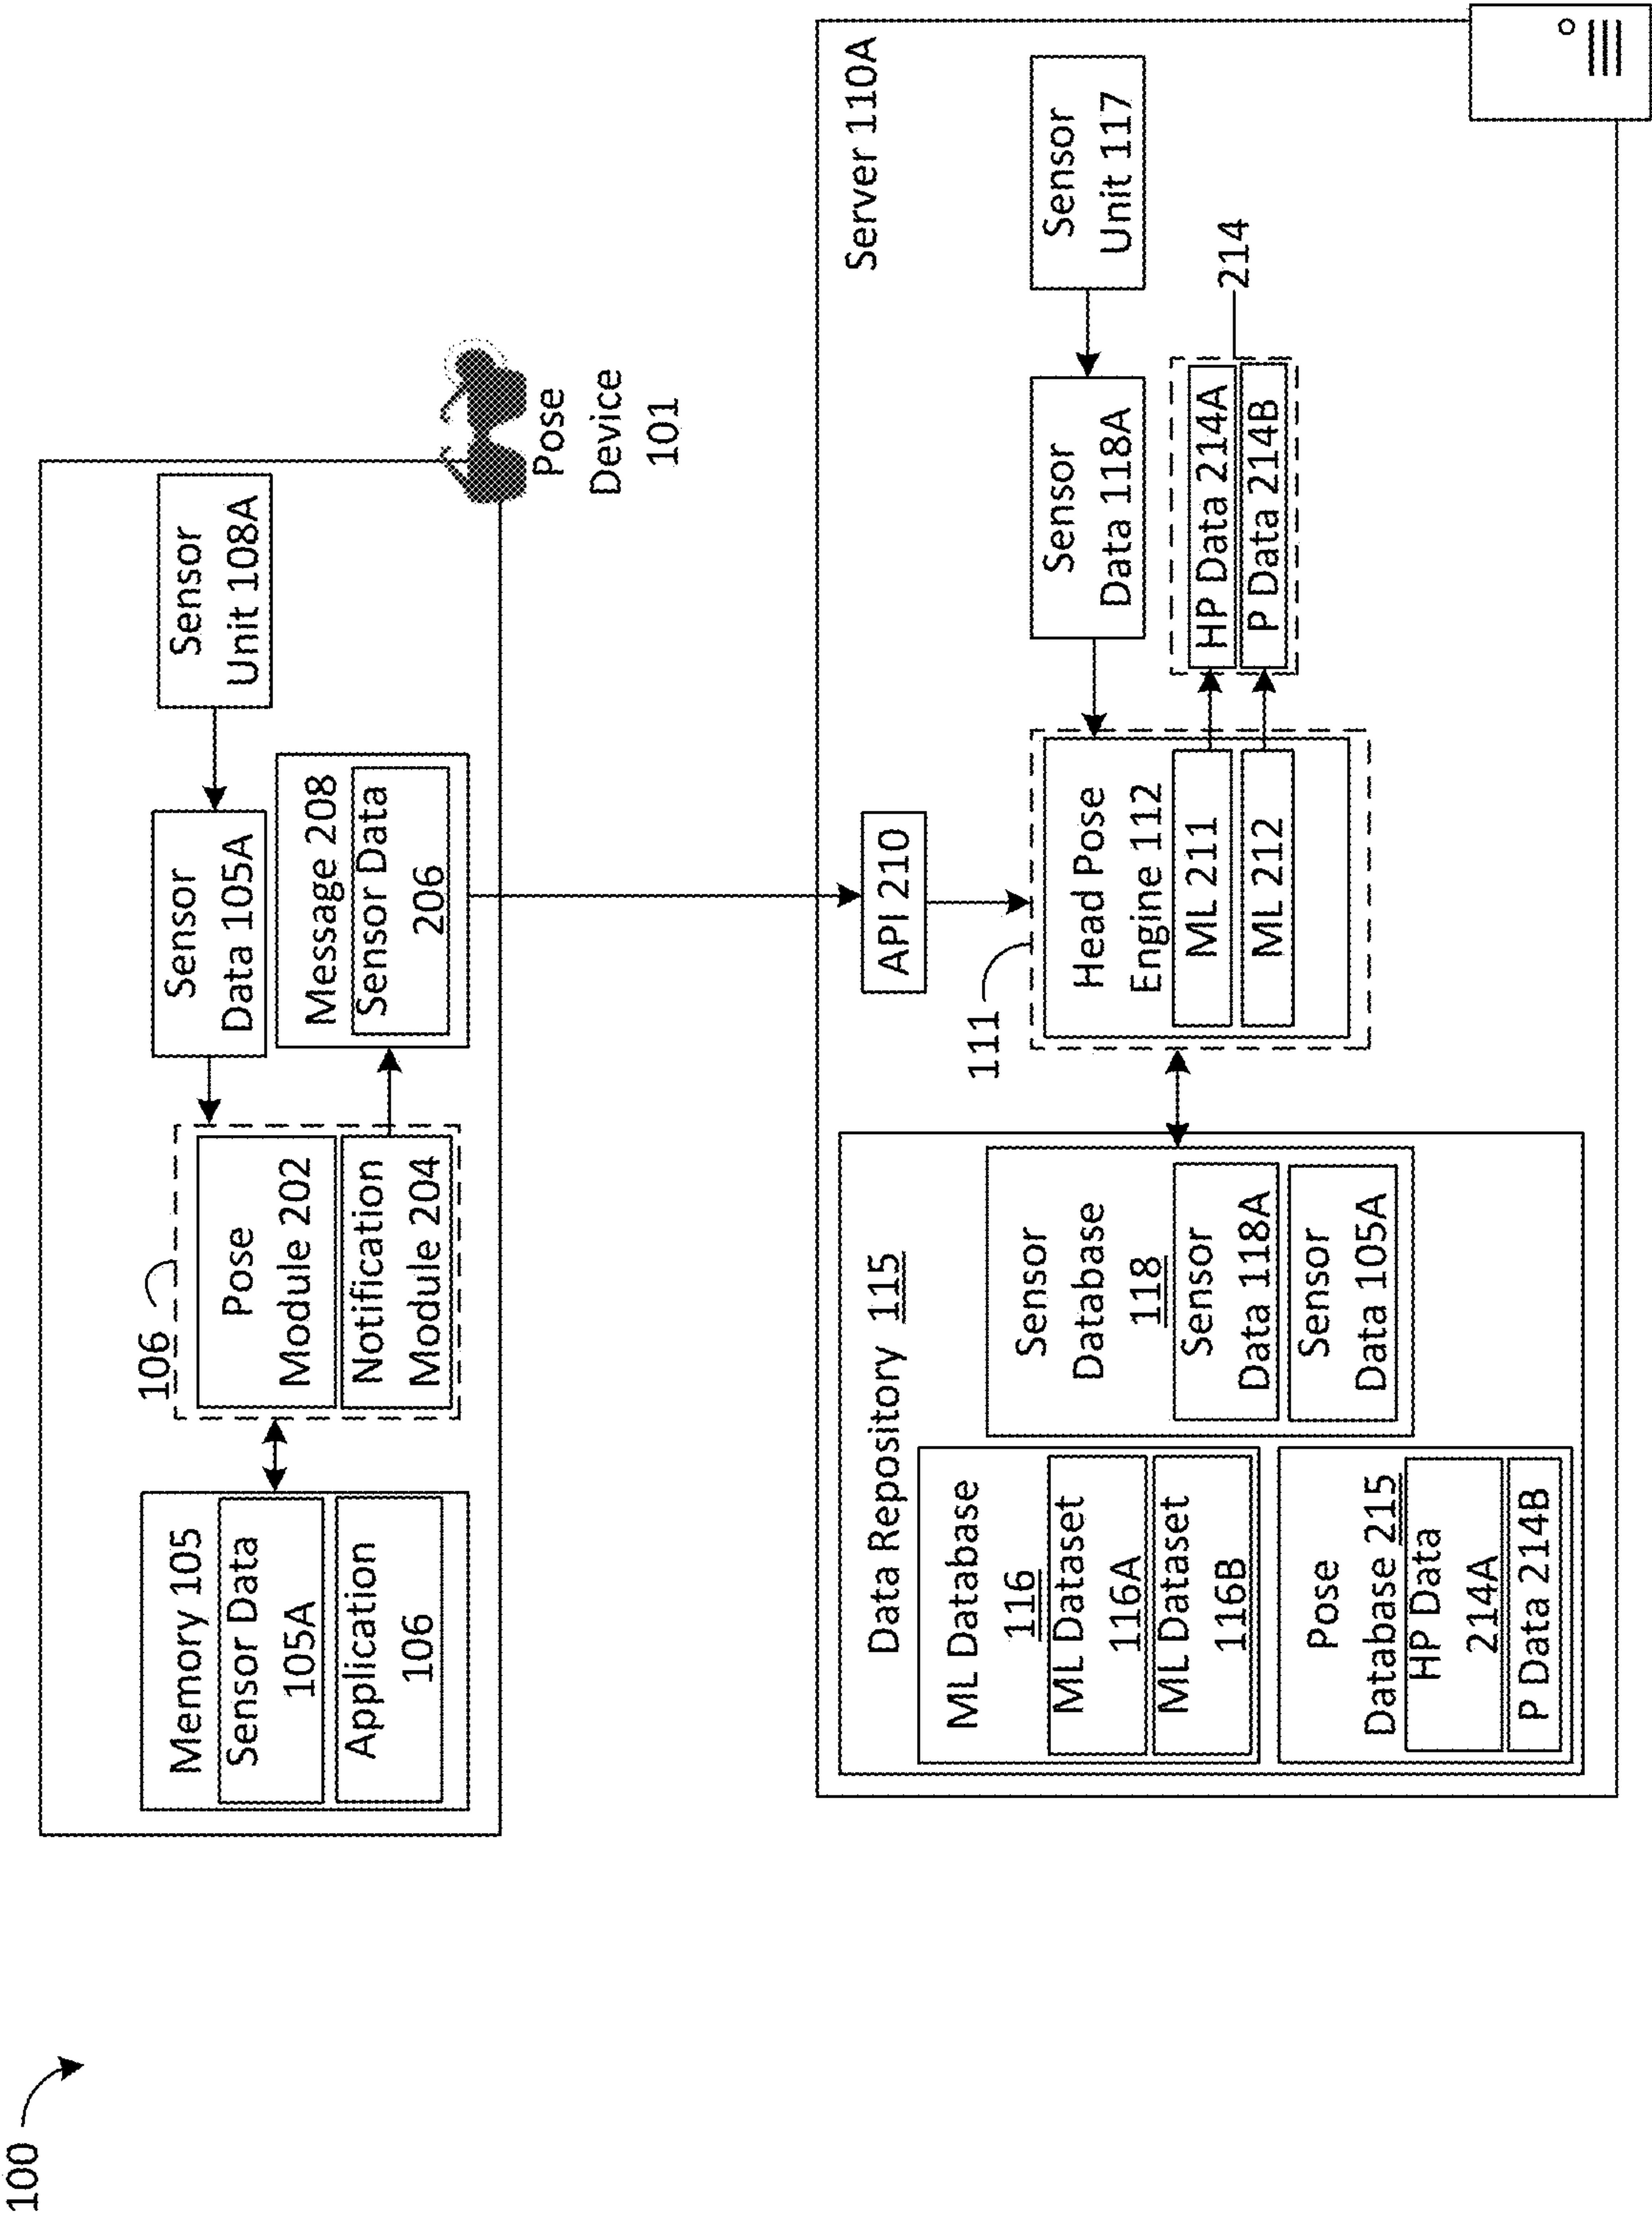 100
Memory 105
Sensor Data
105A
Application
106
106
Pose
Module 202
Notification
Module 204
Sensor
Data 105A
Sensor
Unit 108A
Message 208
Sensor Data
206
Pose
Device
101
Server 110A
Data Repository 115
ML Database
116
ML Dataset
116A
ML Dataset
116B
Pose
Database 215
HP Data
214A
P Data 214B
Sensor
Database
118
Sensor
Data 118A
Sensor
Data 105A
API 210
111
Head Pose
Engine 112
ML 211
ML 212
Sensor
Data 118A
Sensor
Unit 117
HP Data 214A
P Data 214B
214